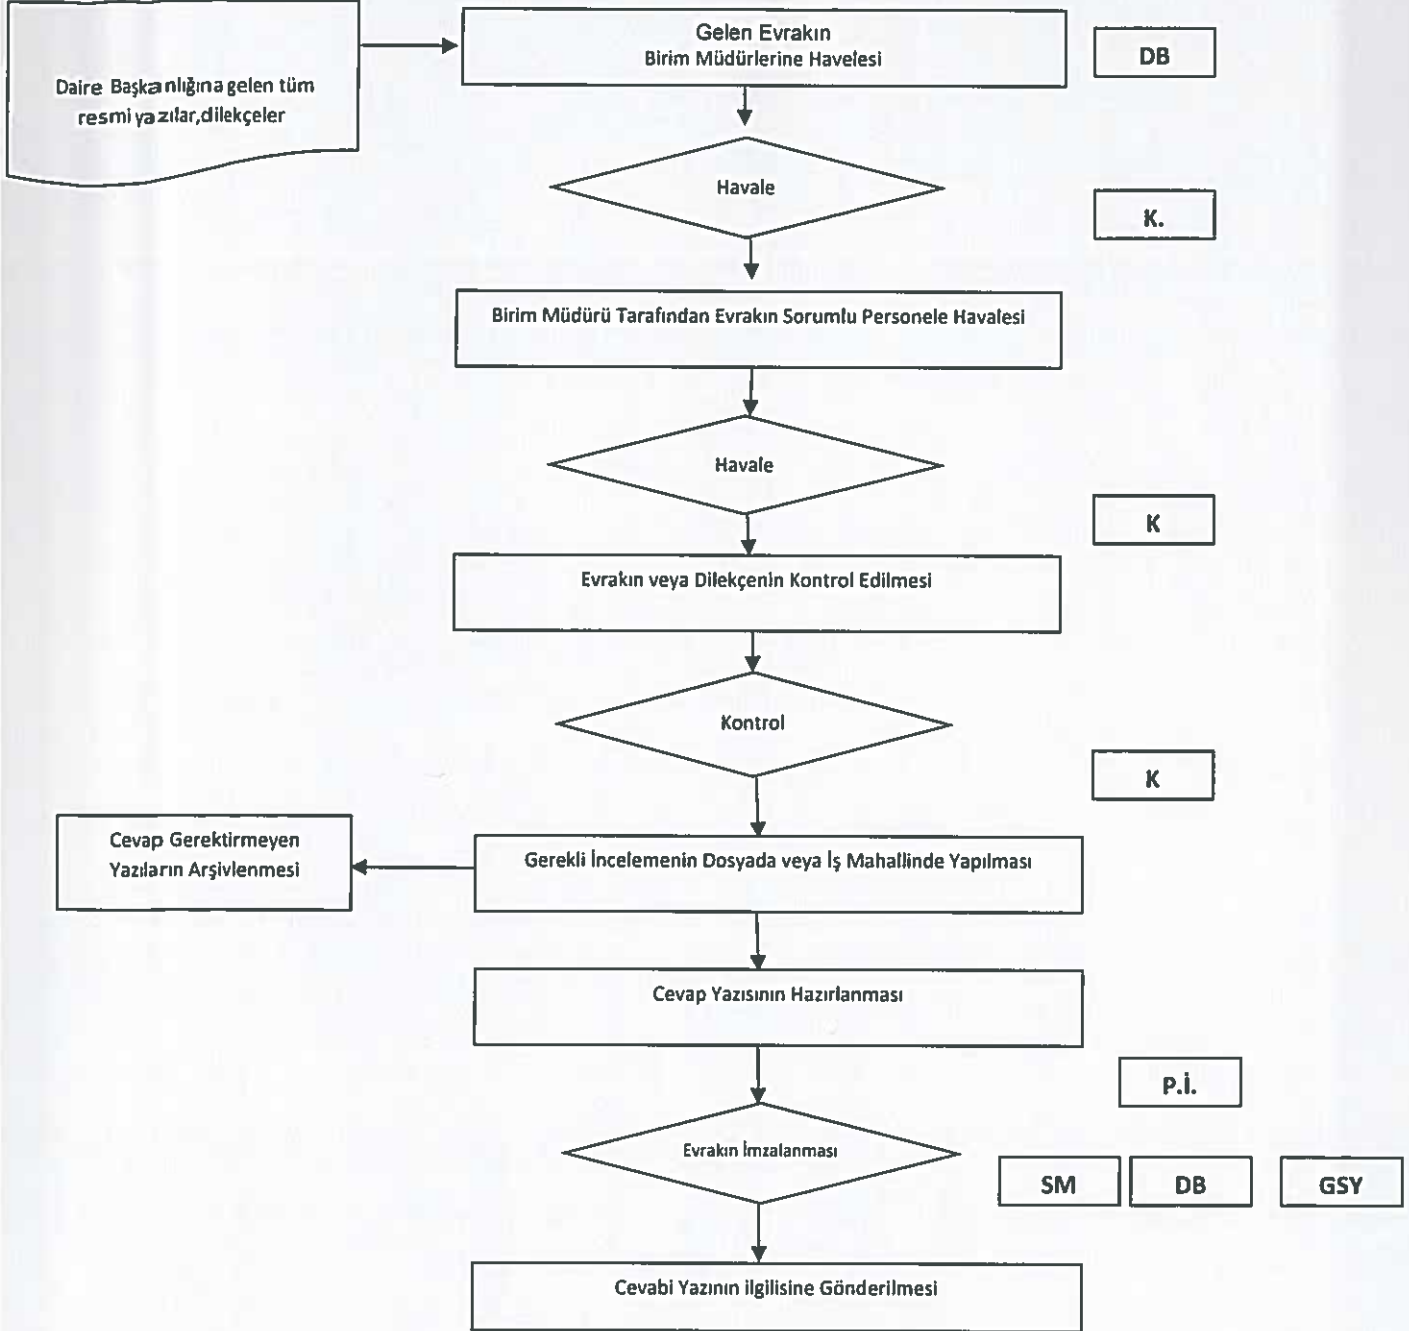 Gelen Evrakın
Birim Müdürlerine Havelesi
DB
Daire Başkanlığına gelen tüm
resmi yazılar,dilekçeler
Havale
K.
Birim Müdürü Tarafından Evrakın Sorumlu Personele Havalesi
Havale
K
Evrakın veya Dilekçenin Kontrol Edilmesi
Kontrol
K
Cevap Gerektirmeyen
Yazıların Arşivlenmesi
Gerekli İncelemenin Dosyada veya İş Mahallinde Yapılması
Cevap Yazısının Hazırlanması
P.İ.
Evrakın İmzalanması
SM DB GSY
Cevabi Yazının ilgilisine Gönderilmesi